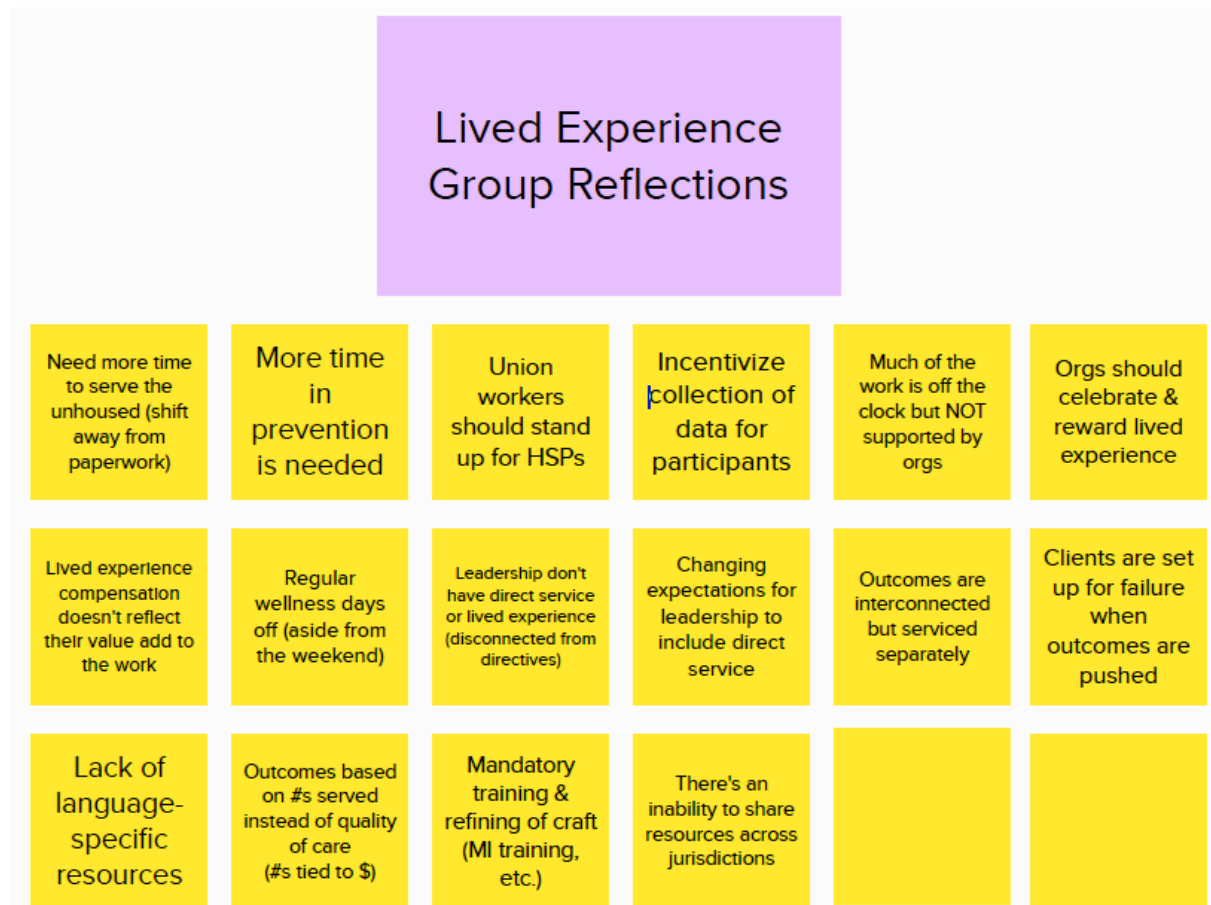 Lived Experience
Group Reflections
Need more time
to serve the
unhoused (shift
away from
paperwork)
More time
in
prevention
is needed
Union
workers
should stand
up for HSPs
Incentivize
collection of
data for
participants
Much of the
work is off the
clock but NOT
supported by
orgs
Orgs should
celebrate &
reward lived
experience
Lived experience
compensation
doesn't reflect
their value add to
the work
Regular
wellness days
off (aside from
the weekend)
Leadership don't
have direct service
or lived experience
(disconnected from
directives)
Changing
expectations for
leadership to
include direct
service
Outcomes are
interconnected
but serviced
separately
Clients are set
up for failure
when
outcomes are
pushed
Lack of
language-
specific
resources
Outcomes based
on #s served
instead of quality
of care
(#s tied to $)
Mandatory
training &
refining of craft
(MI training,
etc.)
There's an
inability to share
resources across
jurisdictions